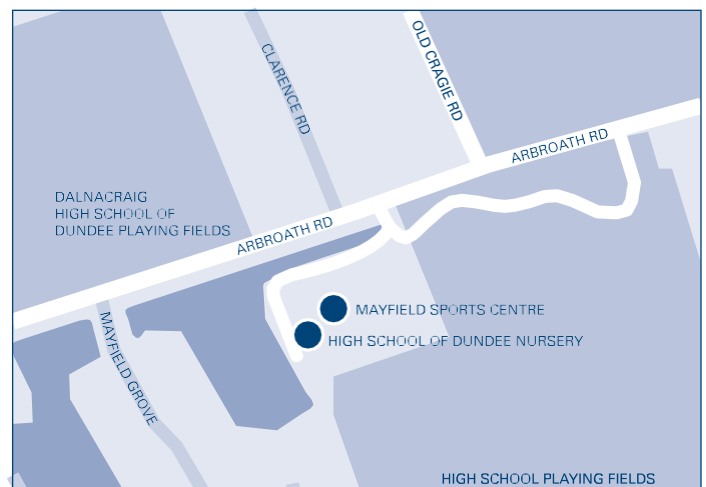 OLD CRAGIE RD
CLARENCE RD
ARBROATH RD
DALNACRAIG
HIGH SCHOOL OF
DUNDEE PLAYING FIELDS
ARBROATH RD
MAYFIELD SPORTS CENTRE
HIGH SCHOOL OF DUNDEE NURSERY
MAYFIELD GROVE
HIGH SCHOOL PLAYING FIELDS